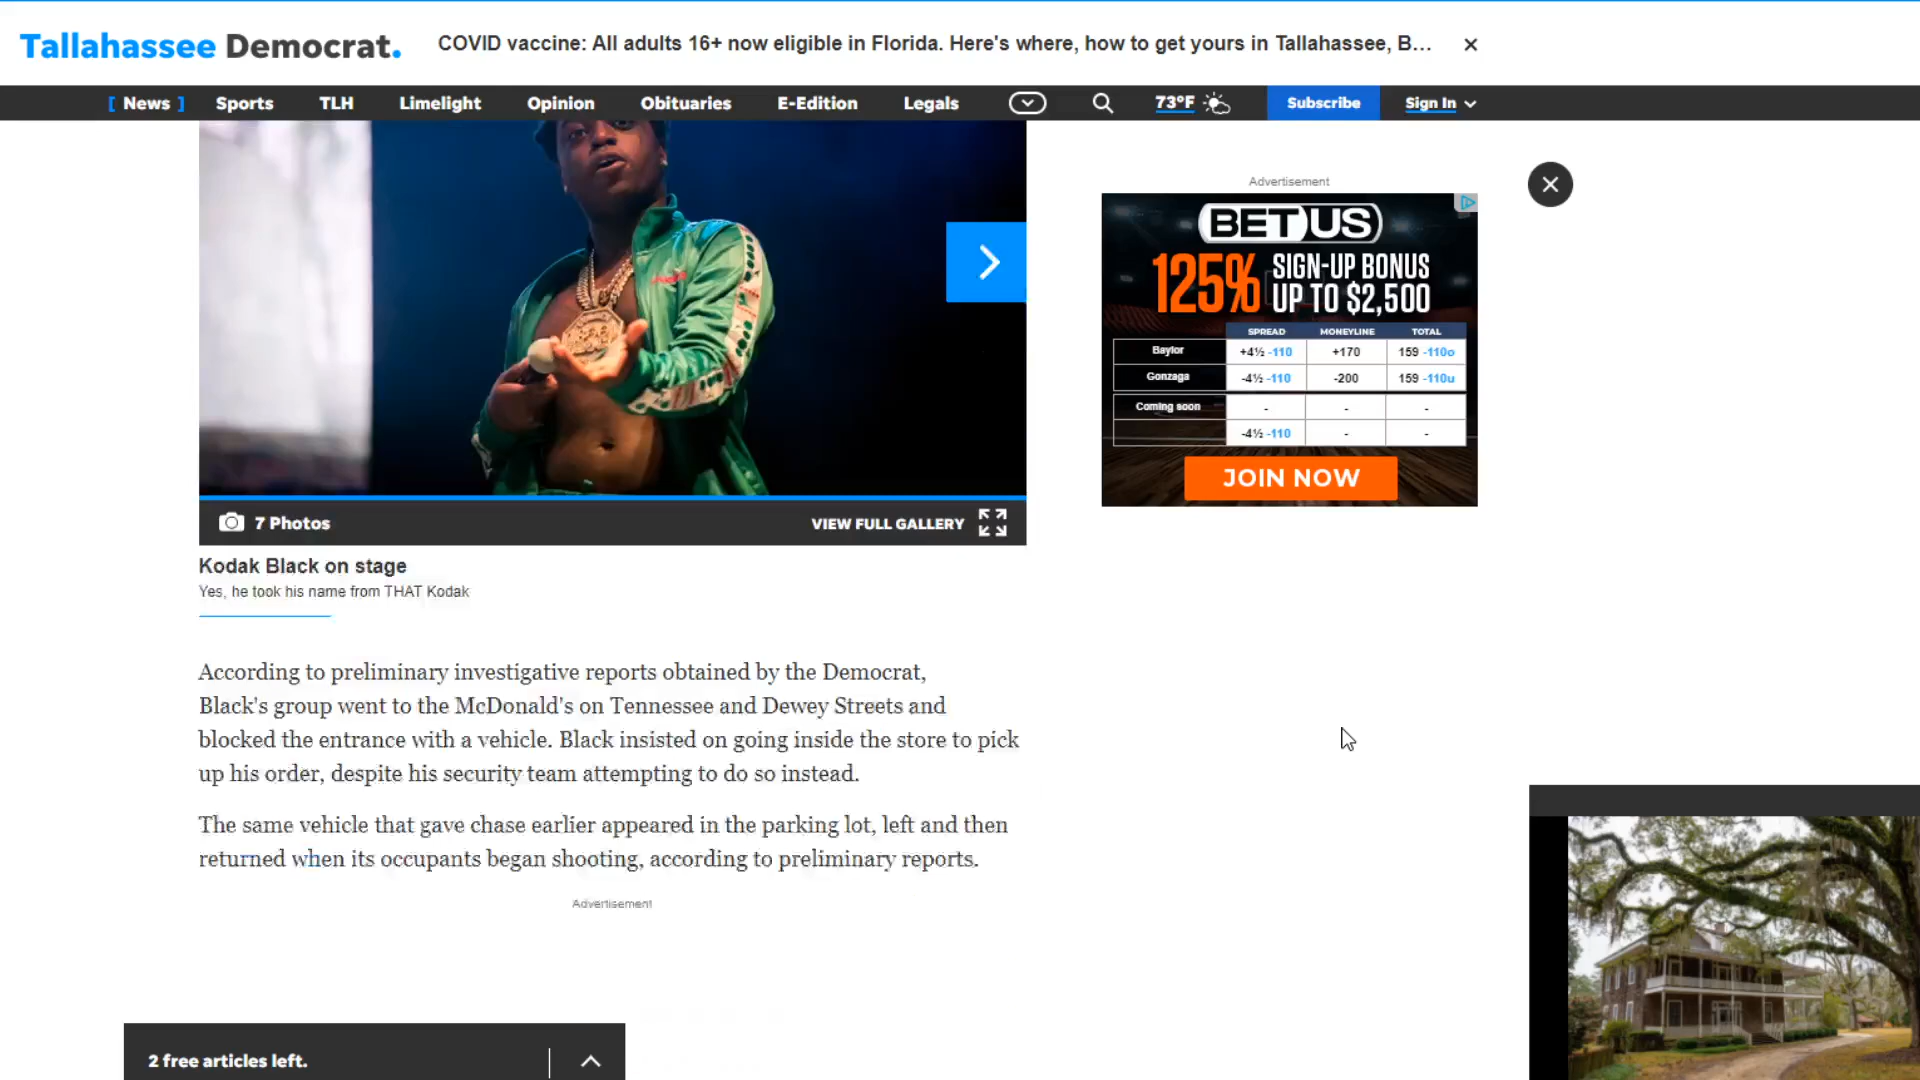 Tallahassee Democrat.
COVID vaccine: All adults 16+ now eligible in Florida. Here's where, how to get yours in Tallahassee, B...
[ News ] Sports TLH Limelight Opinion Obituaries E-Edition Legals 73°F Subscribe Sign In
Advertisement
BETUS
125% SIGN-UP BONUS
UP TO $2,500
SPREAD MONEYLINE TOTAL
Baylor +4½ -110 +170 159 -110o
Gonzaga -4½ -110 -200 159 -110u
Coming soon - - -
-4½ -110 - -
JOIN NOW
7 Photos VIEW FULL GALLERY
Kodak Black on stage
Yes, he took his name from THAT Kodak
According to preliminary investigative reports obtained by the Democrat,
Black's group went to the McDonald's on Tennessee and Dewey Streets and
blocked the entrance with a vehicle. Black insisted on going inside the store to pick
up his order, despite his security team attempting to do so instead.
The same vehicle that gave chase earlier appeared in the parking lot, left and then
returned when its occupants began shooting, according to preliminary reports.
Advertisement
2 free articles left.